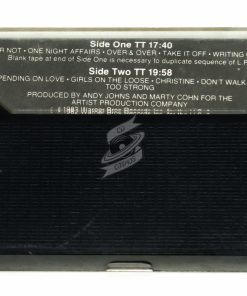 Side One TT 17:40
R NOT • ONE NIGHT AFFAIRS • OVER & OVER • TAKE IT OFF • WRITING O
Blank tape at end of Side One is necessary to duplicate sequence of L.P.
Side Two TT 19:58
PENDING ON LOVE • GIRLS ON THE LOOSE • CHRISTINE • DON'T WALK
TOO STRONG
PRODUCED BY ANDY JOHNS AND MARTY COHN FOR THE
ARTIST PRODUCTION COMPANY
1983 Warner Bros Records Inc.
CD
COSMOS